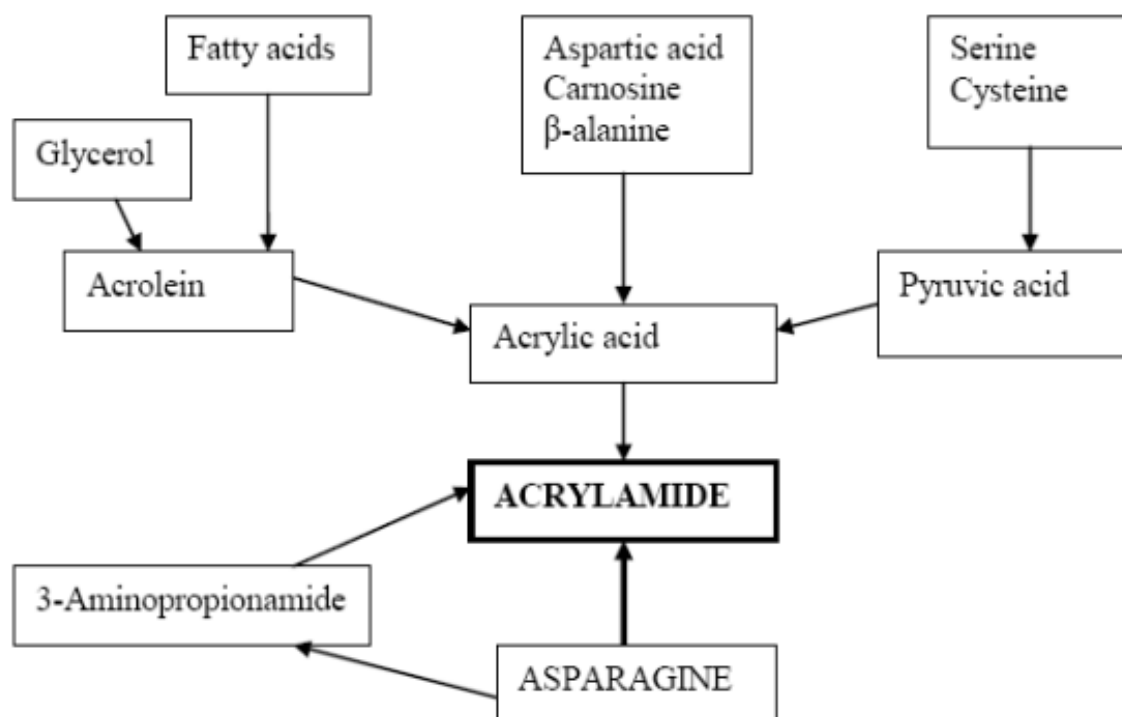 Fatty acids
Aspartic acid
Carnosine
β-alanine
Serine
Cysteine
Glycerol
Acrolein
Pyruvic acid
Acrylic acid
ACRYLAMIDE
3-Aminopropionamide
ASPARAGINE